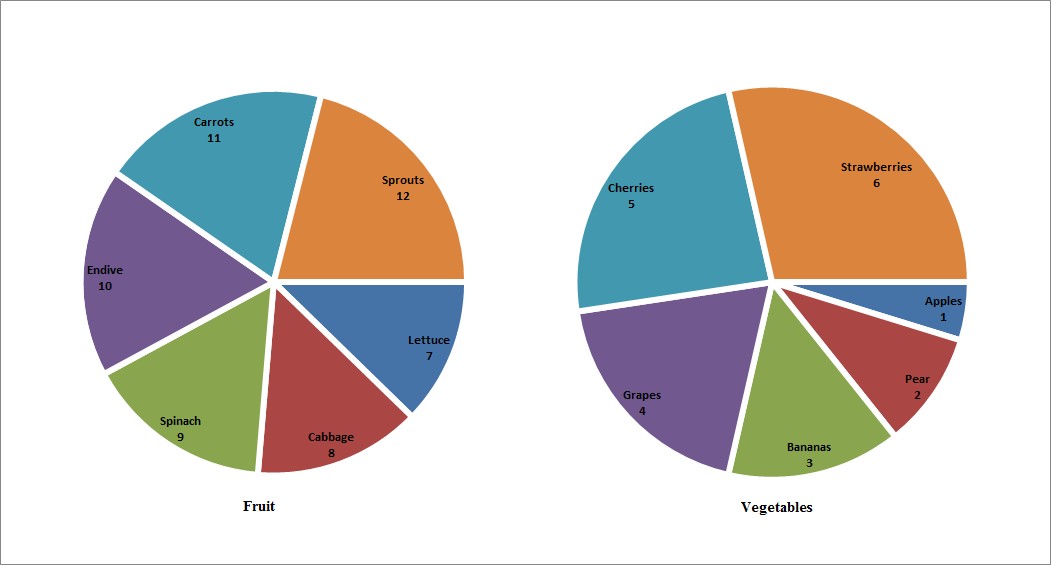 Carrots
11
Sprouts
12
Endive
10
Lettuce
7
Spinach
9
Cabbage
8
Fruit
Strawberries
6
Cherries
5
Apples
1
Pear
2
Grapes
4
Bananas
3
Vegetables